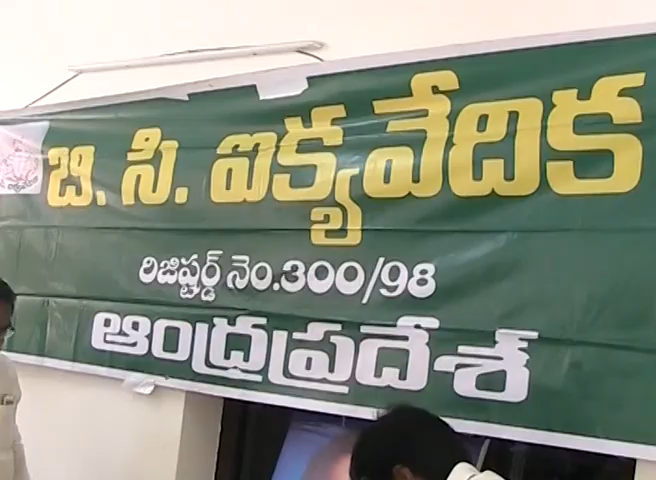 బి. సి. ఐక్యవేదిక
రిజిష్టర్డ్ నెం.300/98
ఆంధ్రప్రదేశ్